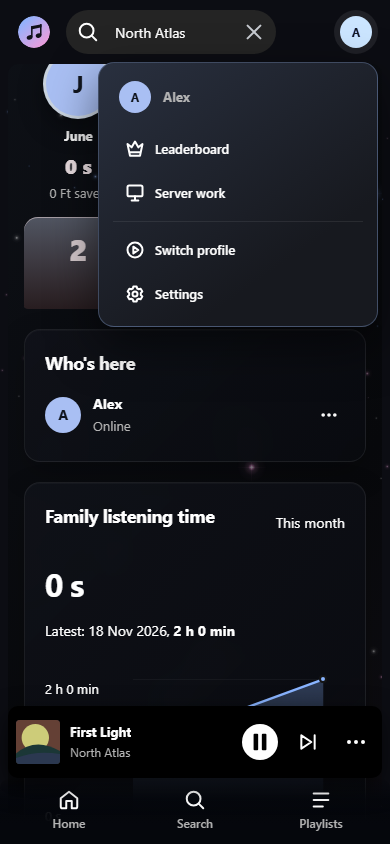 North Atlas
A
J
A
Alex
June
0 s
Leaderboard
0 Ft save
Server work
2
Switch profile
Settings
Who's here
A
Alex
Online
Family listening time
This month
0 s
Latest: 18 Nov 2026, 2 h 0 min
2 h 0 min
First Light
North Atlas
Home
Search
Playlists